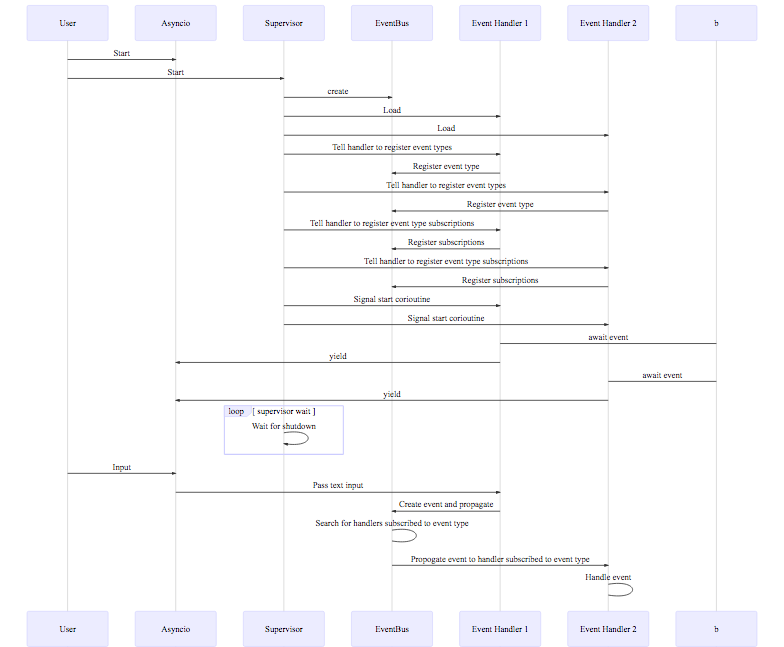 User Asyncio Supervisor EventBus Event Handler 1 Event Handler 2 b
Start
Start
create
Load
Load
Tell handler to register event types
Register event type
Tell handler to register event types
Register event type
Tell handler to register event type subscriptions
Register subscriptions
Tell handler to register event type subscriptions
Register subscriptions
Signal start corioutine
Signal start corioutine
await event
yield
await event
yield
loop [ supervisor wait ]
Wait for shutdown
Input
Pass text input
Create event and propagate
Search for handlers subscribed to event type
Propogate event to handler subscribed to event type
Handle event
User Asyncio Supervisor EventBus Event Handler 1 Event Handler 2 b